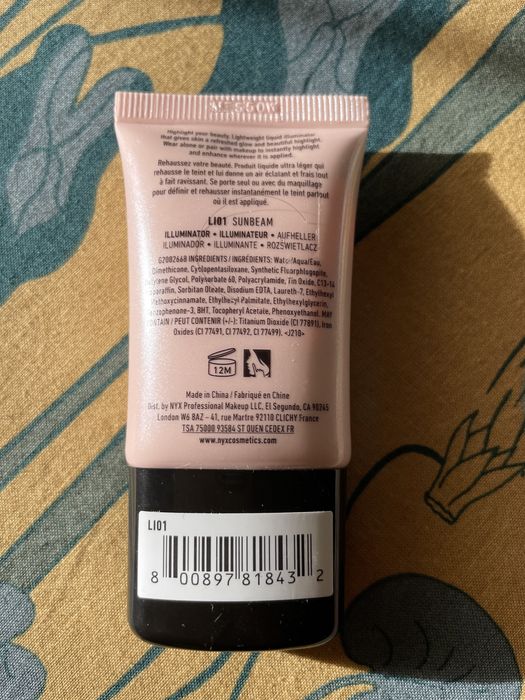 Highlight your beauty. Lightweight liquid illuminator
that gives skin a refreshed glow and beautiful highlight.
Wear alone or pair with makeup to instantly highlight
and enhance wherever it is applied.
Rehaussez votre beauté. Produit liquide ultra léger qui
rehausse le teint et lui donne un air éclatant et frais tout
à fait ravissant. Se porte seul ou avec du maquillage
pour définir et rehausser instantanément le teint partout
où il est appliqué.
LI01 SUNBEAM
ILLUMINATOR • ILLUMINATEUR • AUFHELLER
ILUMINADOR • ILLUMINANTE • ROZŚWIETLACZ
G2002668 INGREDIENTS / INGRÉDIENTS: Water/Aqua/Eau,
Dimethicone, Cyclopentasiloxane, Synthetic Fluorphlogopite,
Butylene Glycol, Polysorbate 60, Polyacrylamide, Tin Oxide, C13-14
Isoparaffin, Sorbitan Oleate, Disodium EDTA, Laureth-7, Ethylhexyl
Methoxycinnamate, Ethylhexyl Palmitate, Ethylhexylglycerin,
Benzophenone-3, BHT, Tocopheryl Acetate, Phenoxyethanol. MAY
CONTAIN / PEUT CONTENIR (+/-): Titanium Dioxide (CI 77891), Iron
Oxides (CI 77491, CI 77492, CI 77499). <J210>
12M
Made in China / Fabriqué en Chine
Dist. by NYX Professional Makeup LLC, El Segundo, CA 90245
London W6 8AZ - 41, rue Martre 92110 CLICHY France
TSA 75000 93584 ST OUEN CEDEX FR
www.nyxcosmetics.com
LI01
8 00897 81843 2